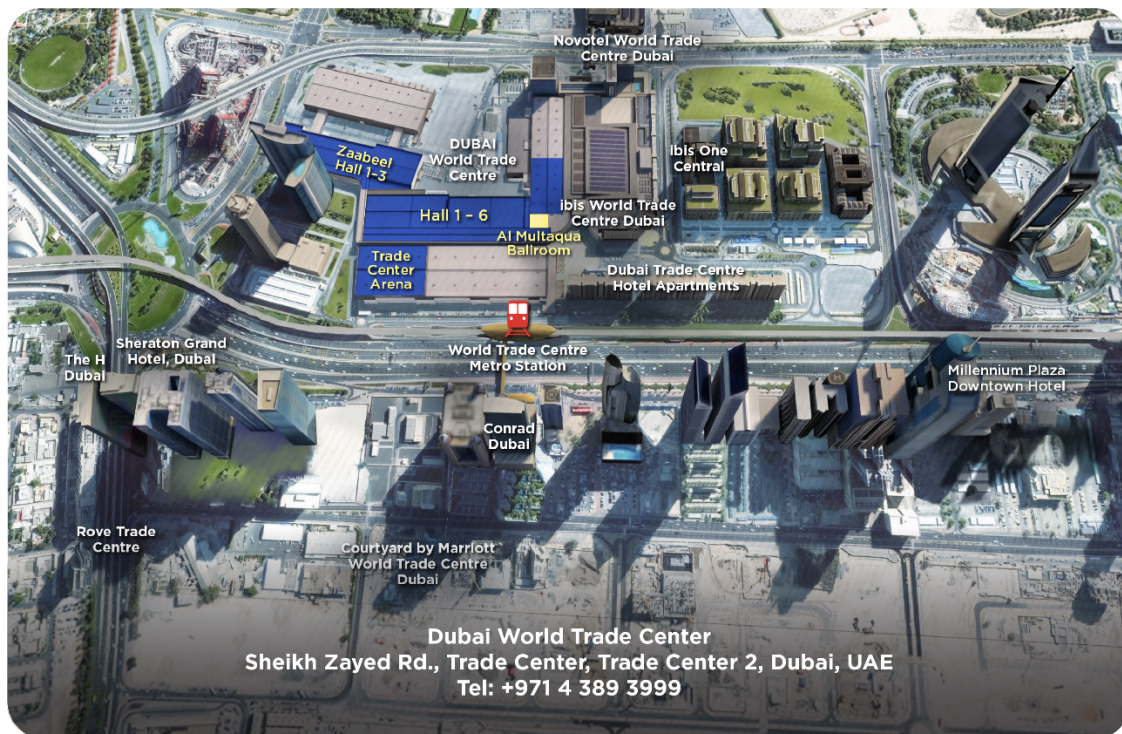 Novotel World Trade
Centre Dubai
Zaabeel
Hall 1-3
DUBAI
World Trade
Centre
ibis One
Central
Hall 1 - 6
ibis World Trade
Centre Dubai
Al Multaqua
Ballroom
Trade
Center
Arena
Dubai Trade Centre
Hotel Apartments
World Trade Centre
Metro Station
The H
Dubai
Sheraton Grand
Hotel, Dubai
Millennium Plaza
Downtown Hotel
Conrad
Dubai
Rove Trade
Centre
Courtyard by Marriott
World Trade Centre
Dubai
Dubai World Trade Center
Sheikh Zayed Rd., Trade Center, Trade Center 2, Dubai, UAE
Tel: +971 4 389 3999